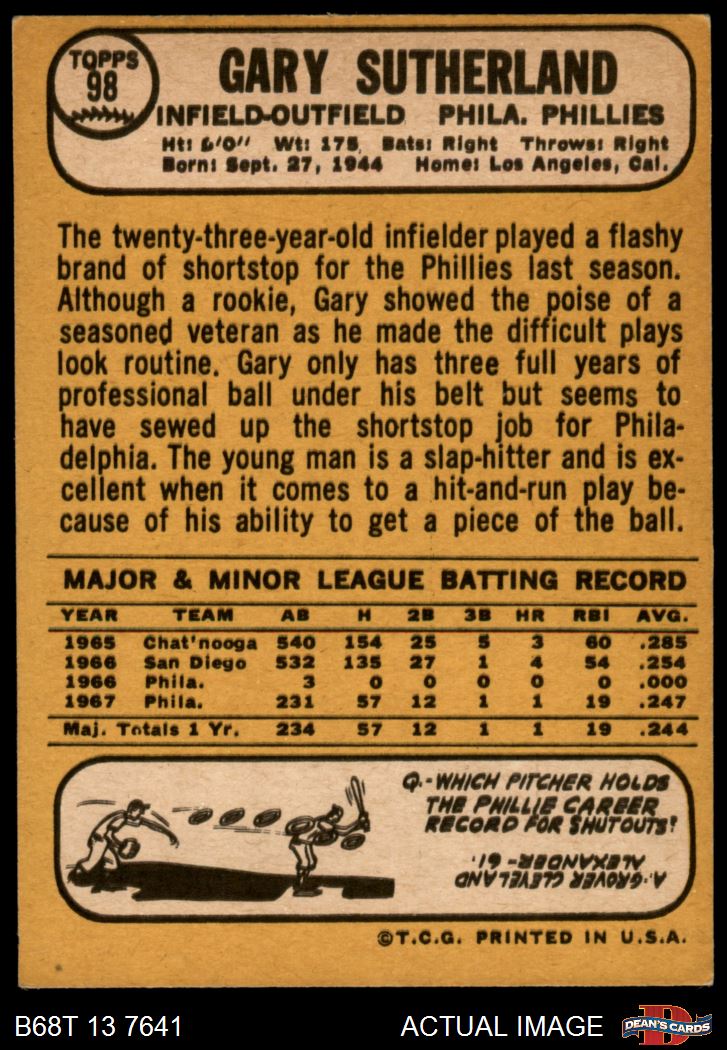 TOPPS
98
GARY SUTHERLAND
INFIELD-OUTFIELD PHILA. PHILLIES
Ht: 6'0" Wt: 175, Bats: Right Throws: Right
Born: Sept. 27, 1944 Home: Los Angeles, Cal.
The twenty-three-year-old infielder played a flashy
brand of shortstop for the Phillies last season.
Although a rookie, Gary showed the poise of a
seasoned veteran as he made the difficult plays
look routine. Gary only has three full years of
professional ball under his belt but seems to
have sewed up the shortstop job for Phila-
delphia. The young man is a slap-hitter and is ex-
cellent when it comes to a hit-and-run play be-
cause of his ability to get a piece of the ball.
MAJOR & MINOR LEAGUE BATTING RECORD
YEAR TEAM AB H 2B 3B HR RBI AVG.
1965 Chat'nooga 540 154 25 5 3 60 .285
1966 San Diego 532 135 27 1 4 54 .254
1966 Phila. 3 0 0 0 0 0 .000
1967 Phila. 231 57 12 1 1 19 .247
Maj. Totals 1 Yr. 234 57 12 1 1 19 .244
Q.-WHICH PITCHER HOLDS
THE PHILLIE CAREER
RECORD FOR SHUTOUTS?
A.-GROVER CLEVELAND
ALEXANDER-61.
©T.C.G. PRINTED IN U.S.A.
B68T 13 7641 ACTUAL IMAGE
D
DEAN'S CARDS